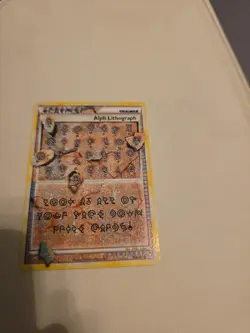 TRAINER
Alph Lithograph
LOOK AT ALL OF
YOUR FACE DOWN
PRIZE CARDS!